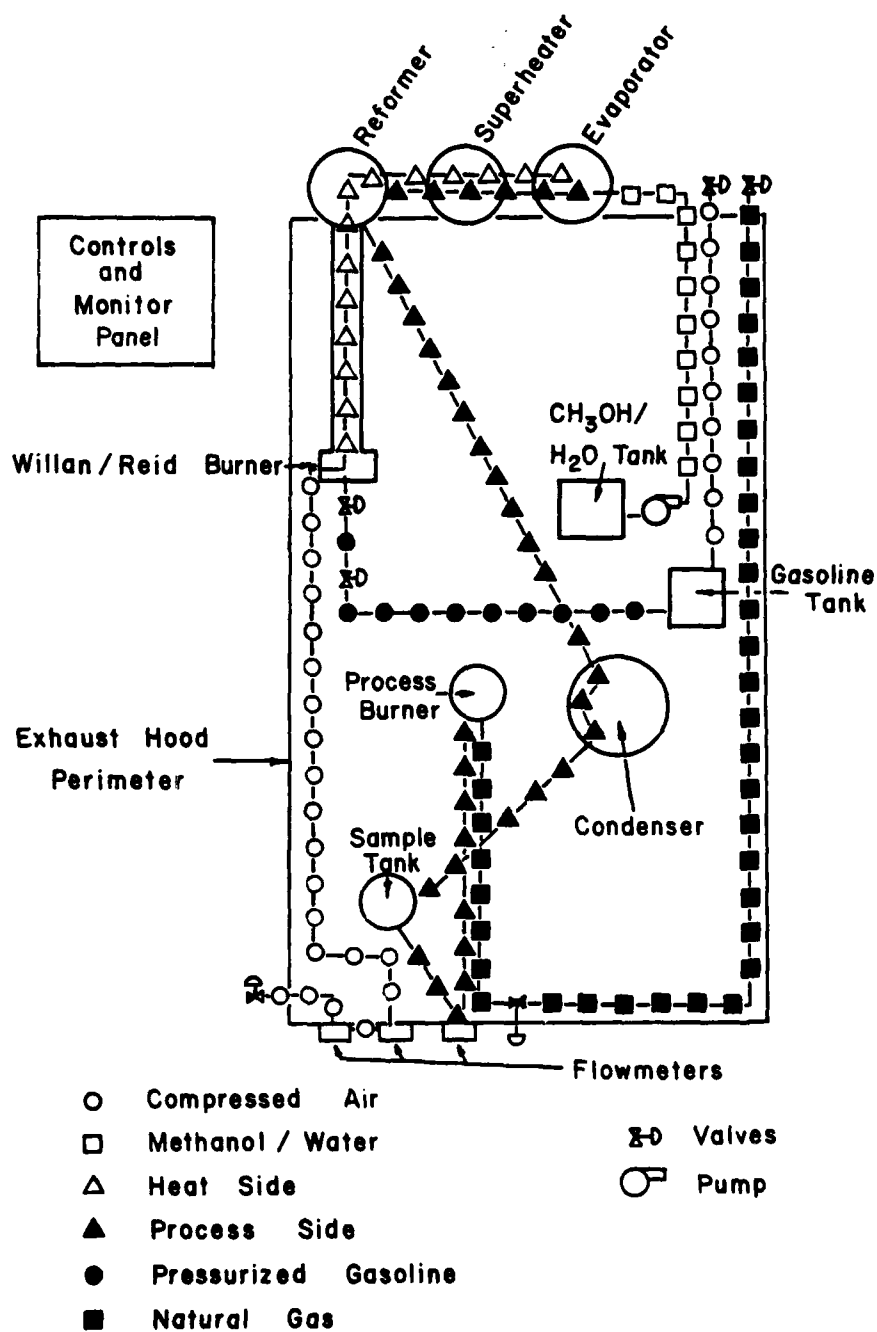 Reformer
Superheater
Evaporator
Controls
and
Monitor
Panel
CH₃OH/
H₂O Tank
Willan/Reid Burner
Gasoline
Tank
Process
Burner
Exhaust Hood
Perimeter
Condenser
Sample
Tank
Flowmeters
Compressed Air
Methanol / Water
Heat Side
Process Side
Pressurized Gasoline
Natural Gas
Valves
Pump